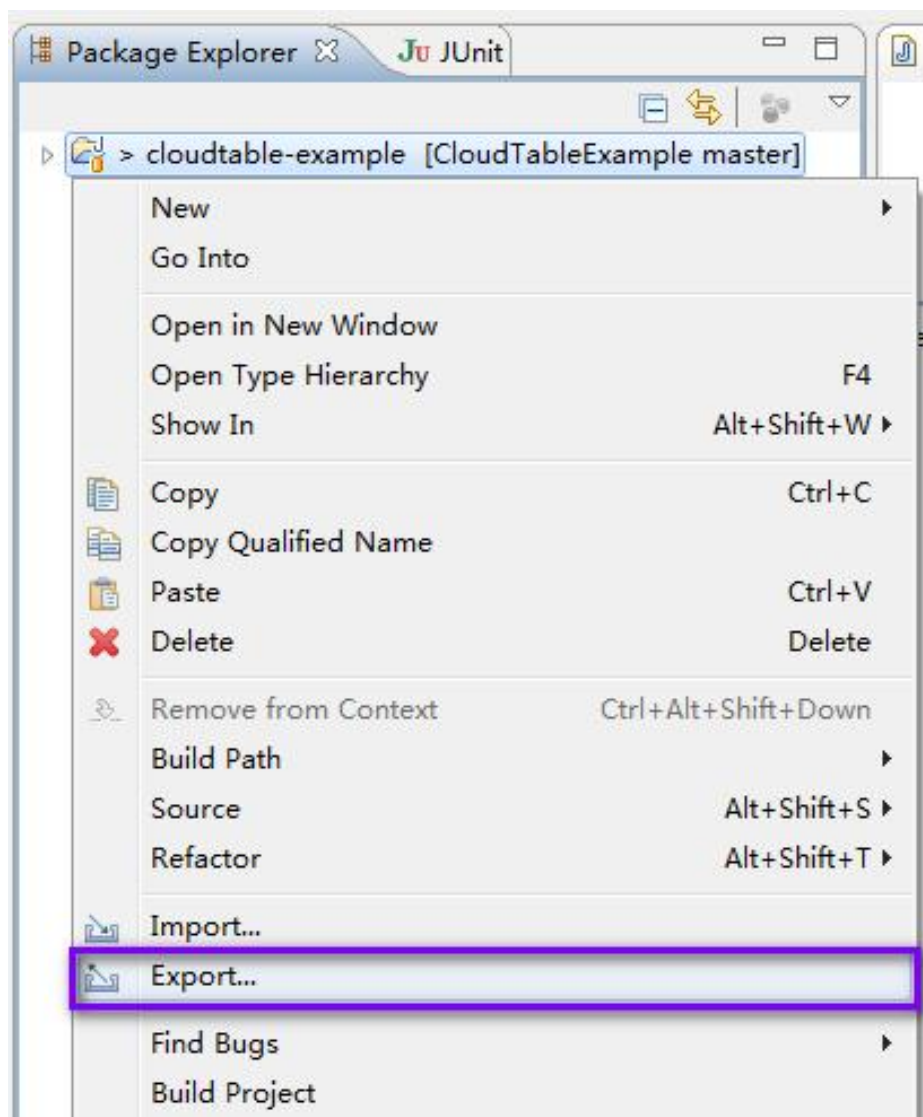 Package Explorer JUnit
> cloudtable-example [CloudTableExample master]
New
Go Into
Open in New Window
Open Type Hierarchy F4
Show In Alt+Shift+W
Copy Ctrl+C
Copy Qualified Name
Paste Ctrl+V
Delete Delete
Remove from Context Ctrl+Alt+Shift+Down
Build Path
Source Alt+Shift+S
Refactor Alt+Shift+T
Import...
Export...
Find Bugs
Build Project